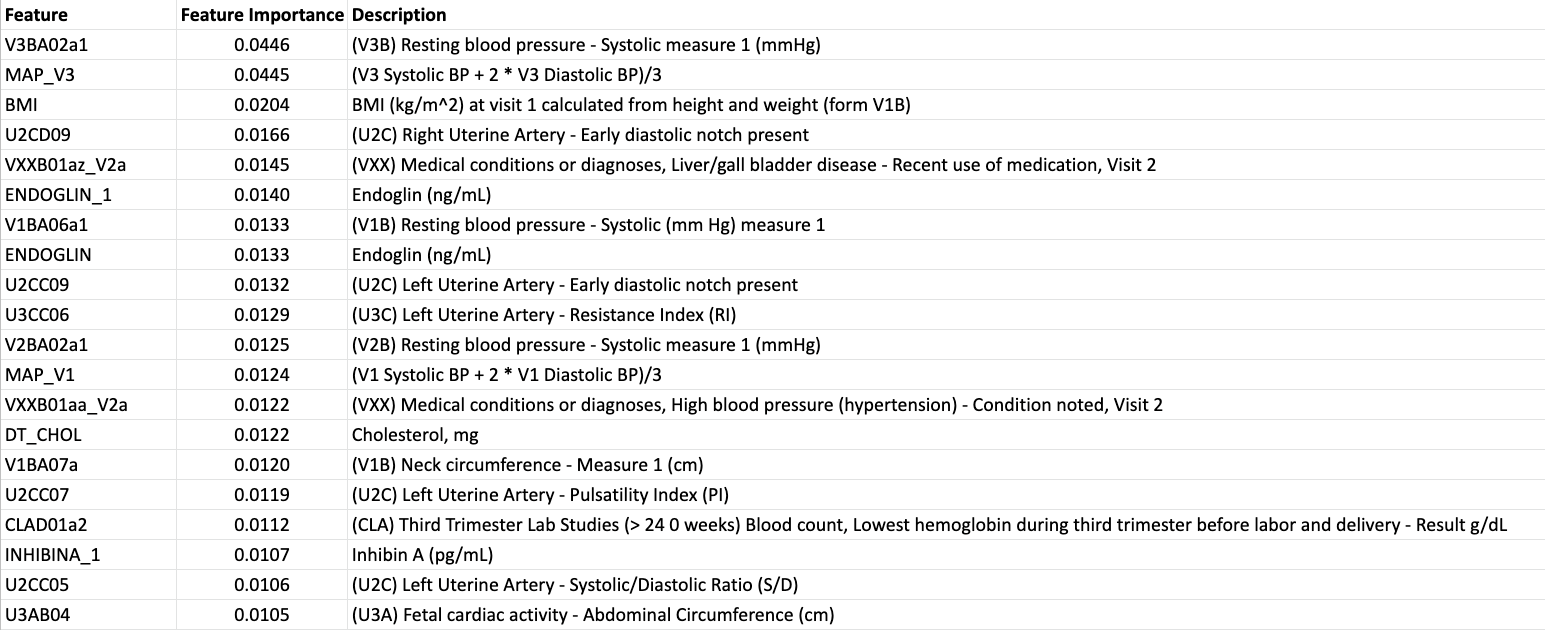 Feature Feature Importance Description
V3BA02a1 0.0446 (V3B) Resting blood pressure - Systolic measure 1 (mmHg)
MAP_V3 0.0445 (V3 Systolic BP + 2 * V3 Diastolic BP)/3
BMI 0.0204 BMI (kg/m^2) at visit 1 calculated from height and weight (form V1B)
U2CD09 0.0166 (U2C) Right Uterine Artery - Early diastolic notch present
VXXB01az_V2a 0.0145 (VXX) Medical conditions or diagnoses, Liver/gall bladder disease - Recent use of medication, Visit 2
ENDOGLIN_1 0.0140 Endoglin (ng/mL)
V1BA06a1 0.0133 (V1B) Resting blood pressure - Systolic (mm Hg) measure 1
ENDOGLIN 0.0133 Endoglin (ng/mL)
U2CC09 0.0132 (U2C) Left Uterine Artery - Early diastolic notch present
U3CC06 0.0129 (U3C) Left Uterine Artery - Resistance Index (RI)
V2BA02a1 0.0125 (V2B) Resting blood pressure - Systolic measure 1 (mmHg)
MAP_V1 0.0124 (V1 Systolic BP + 2 * V1 Diastolic BP)/3
VXXB01aa_V2a 0.0122 (VXX) Medical conditions or diagnoses, High blood pressure (hypertension) - Condition noted, Visit 2
DT_CHOL 0.0122 Cholesterol, mg
V1BA07a 0.0120 (V1B) Neck circumference - Measure 1 (cm)
U2CC07 0.0119 (U2C) Left Uterine Artery - Pulsatility Index (PI)
CLAD01a2 0.0112 (CLA) Third Trimester Lab Studies (> 24 0 weeks) Blood count, Lowest hemoglobin during third trimester before labor and delivery - Result g/dL
INHIBINA_1 0.0107 Inhibin A (pg/mL)
U2CC05 0.0106 (U2C) Left Uterine Artery - Systolic/Diastolic Ratio (S/D)
U3AB04 0.0105 (U3A) Fetal cardiac activity - Abdominal Circumference (cm)